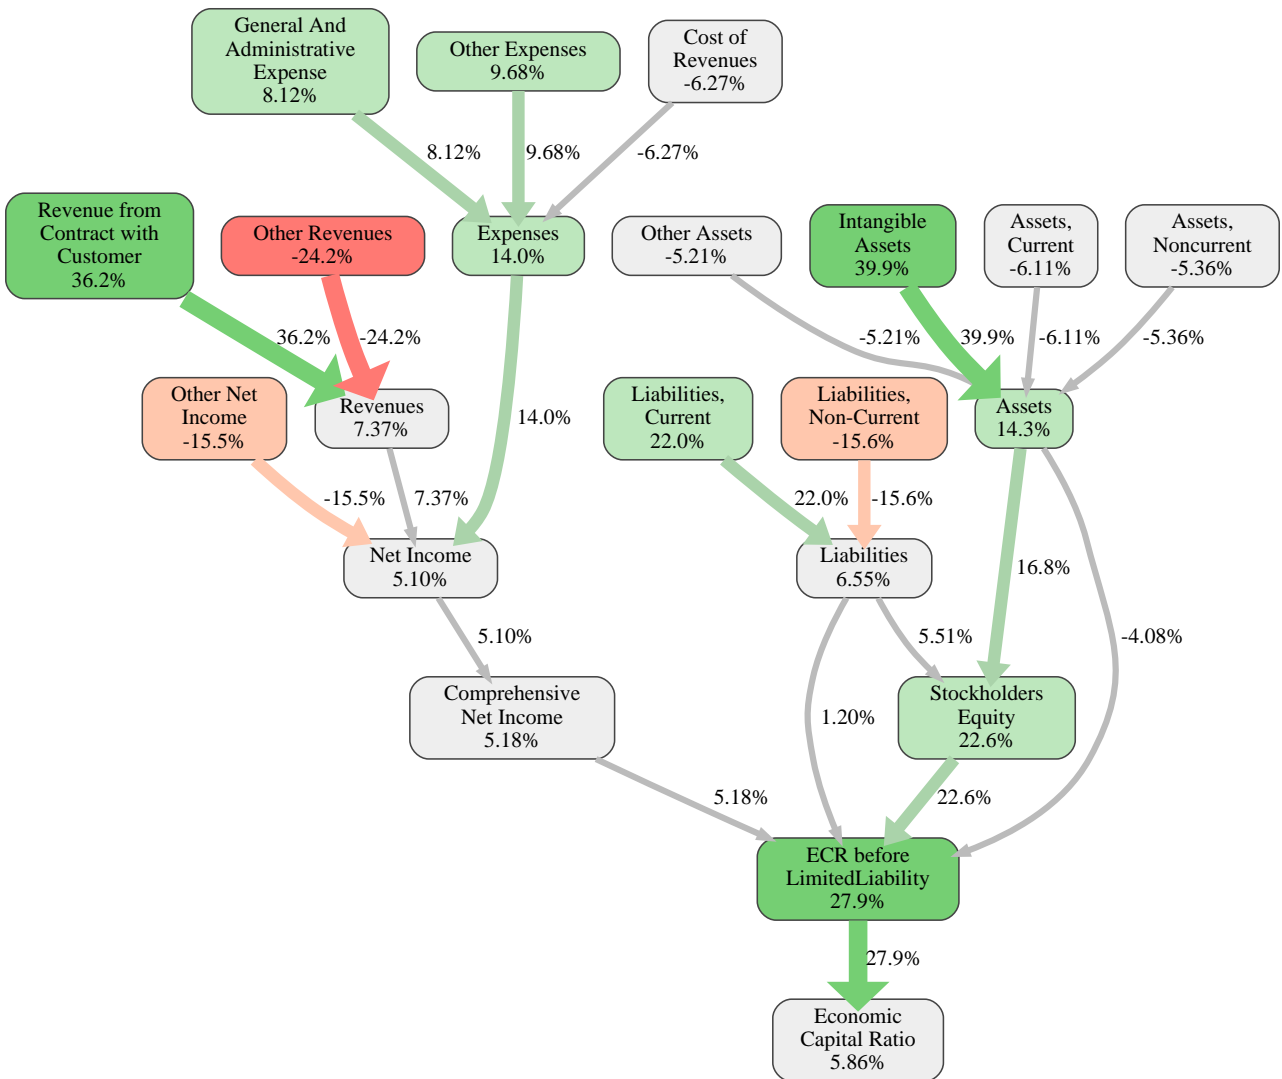 General And
Administrative
Expense
8.12%
Other Expenses
9.68%
Cost of
Revenues
-6.27%
8.12%
9.68%
-6.27%
Revenue from
Contract with
Customer
36.2%
Other Revenues
-24.2%
Expenses
14.0%
Other Assets
-5.21%
Intangible
Assets
39.9%
Assets,
Current
-6.11%
Assets,
Noncurrent
-5.36%
36.2%
-24.2%
-5.21%
39.9%
-6.11%
-5.36%
Other Net
Income
-15.5%
Revenues
7.37%
14.0%
Liabilities,
Current
22.0%
Liabilities,
Non-Current
-15.6%
Assets
14.3%
-15.5%
7.37%
22.0%
-15.6%
Net Income
5.10%
Liabilities
6.55%
16.8%
5.10%
5.51%
-4.08%
Comprehensive
Net Income
5.18%
1.20%
Stockholders
Equity
22.6%
5.18%
22.6%
ECR before
LimitedLiability
27.9%
27.9%
Economic
Capital Ratio
5.86%